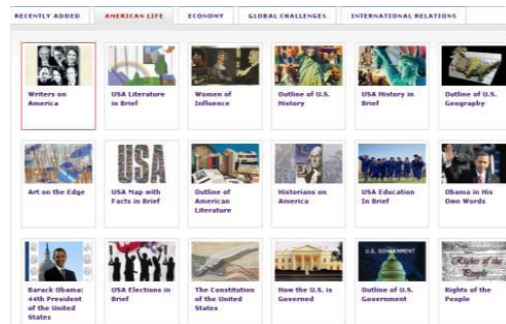 RECENTLY ADDED
AMERICAN LIFE
ECONOMY
GLOBAL CHALLENGES
INTERNATIONAL RELATIONS
Writers on
America
USA Literature
in Brief
Women of
Influence
Outline of U.S.
History
USA History in
Brief
Outline of U.S.
Geography
USA
Art on the Edge
USA Map with
Facts in Brief
Outline of
American
Literature
Historians on
America
USA Education
In Brief
Obama in His
Own Words
U.S. GOVERNMENT
Rights of the
People
Barack Obama:
44th President
of the United
States
USA Elections in
Brief
The Constitution
of the United
States
How the U.S. is
Governed
Outline of U.S.
Government
Rights of the
People